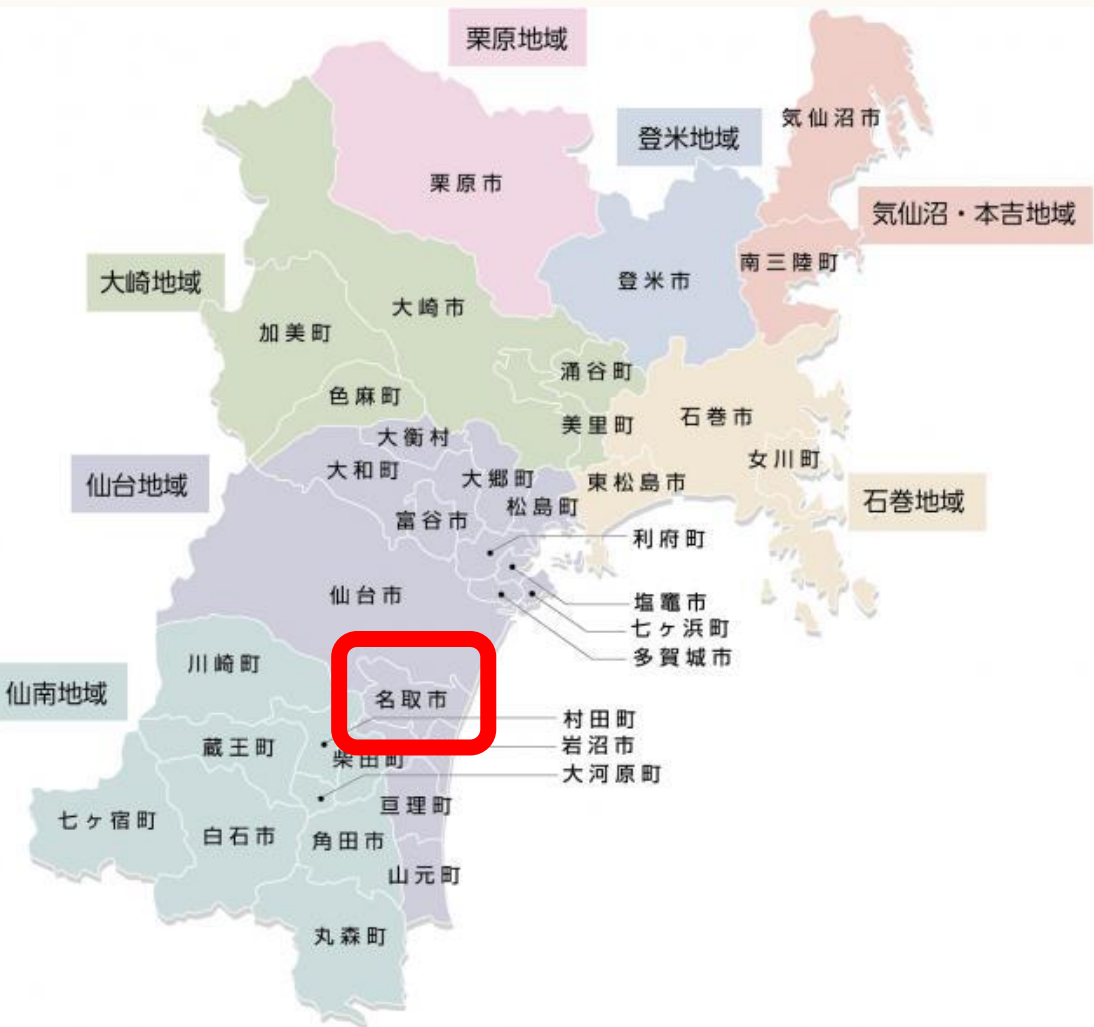 栗原地域
気仙沼市
登米地域
栗原市
気仙沼・本吉地域
南三陸町
大崎地域
登米市
大崎市
加美町
涌谷町
色麻町
石巻市
美里町
大衡村
女川町
大和町
大郷町
東松島市
仙台地域
石巻地域
松島町
富谷市
利府町
仙台市
塩竈市
七ヶ浜町
多賀城市
川崎町
仙南地域
名取市
村田町
蔵王町
岩沼市
柴田町
大河原町
亘理町
七ヶ宿町
白石市
角田市
山元町
丸森町